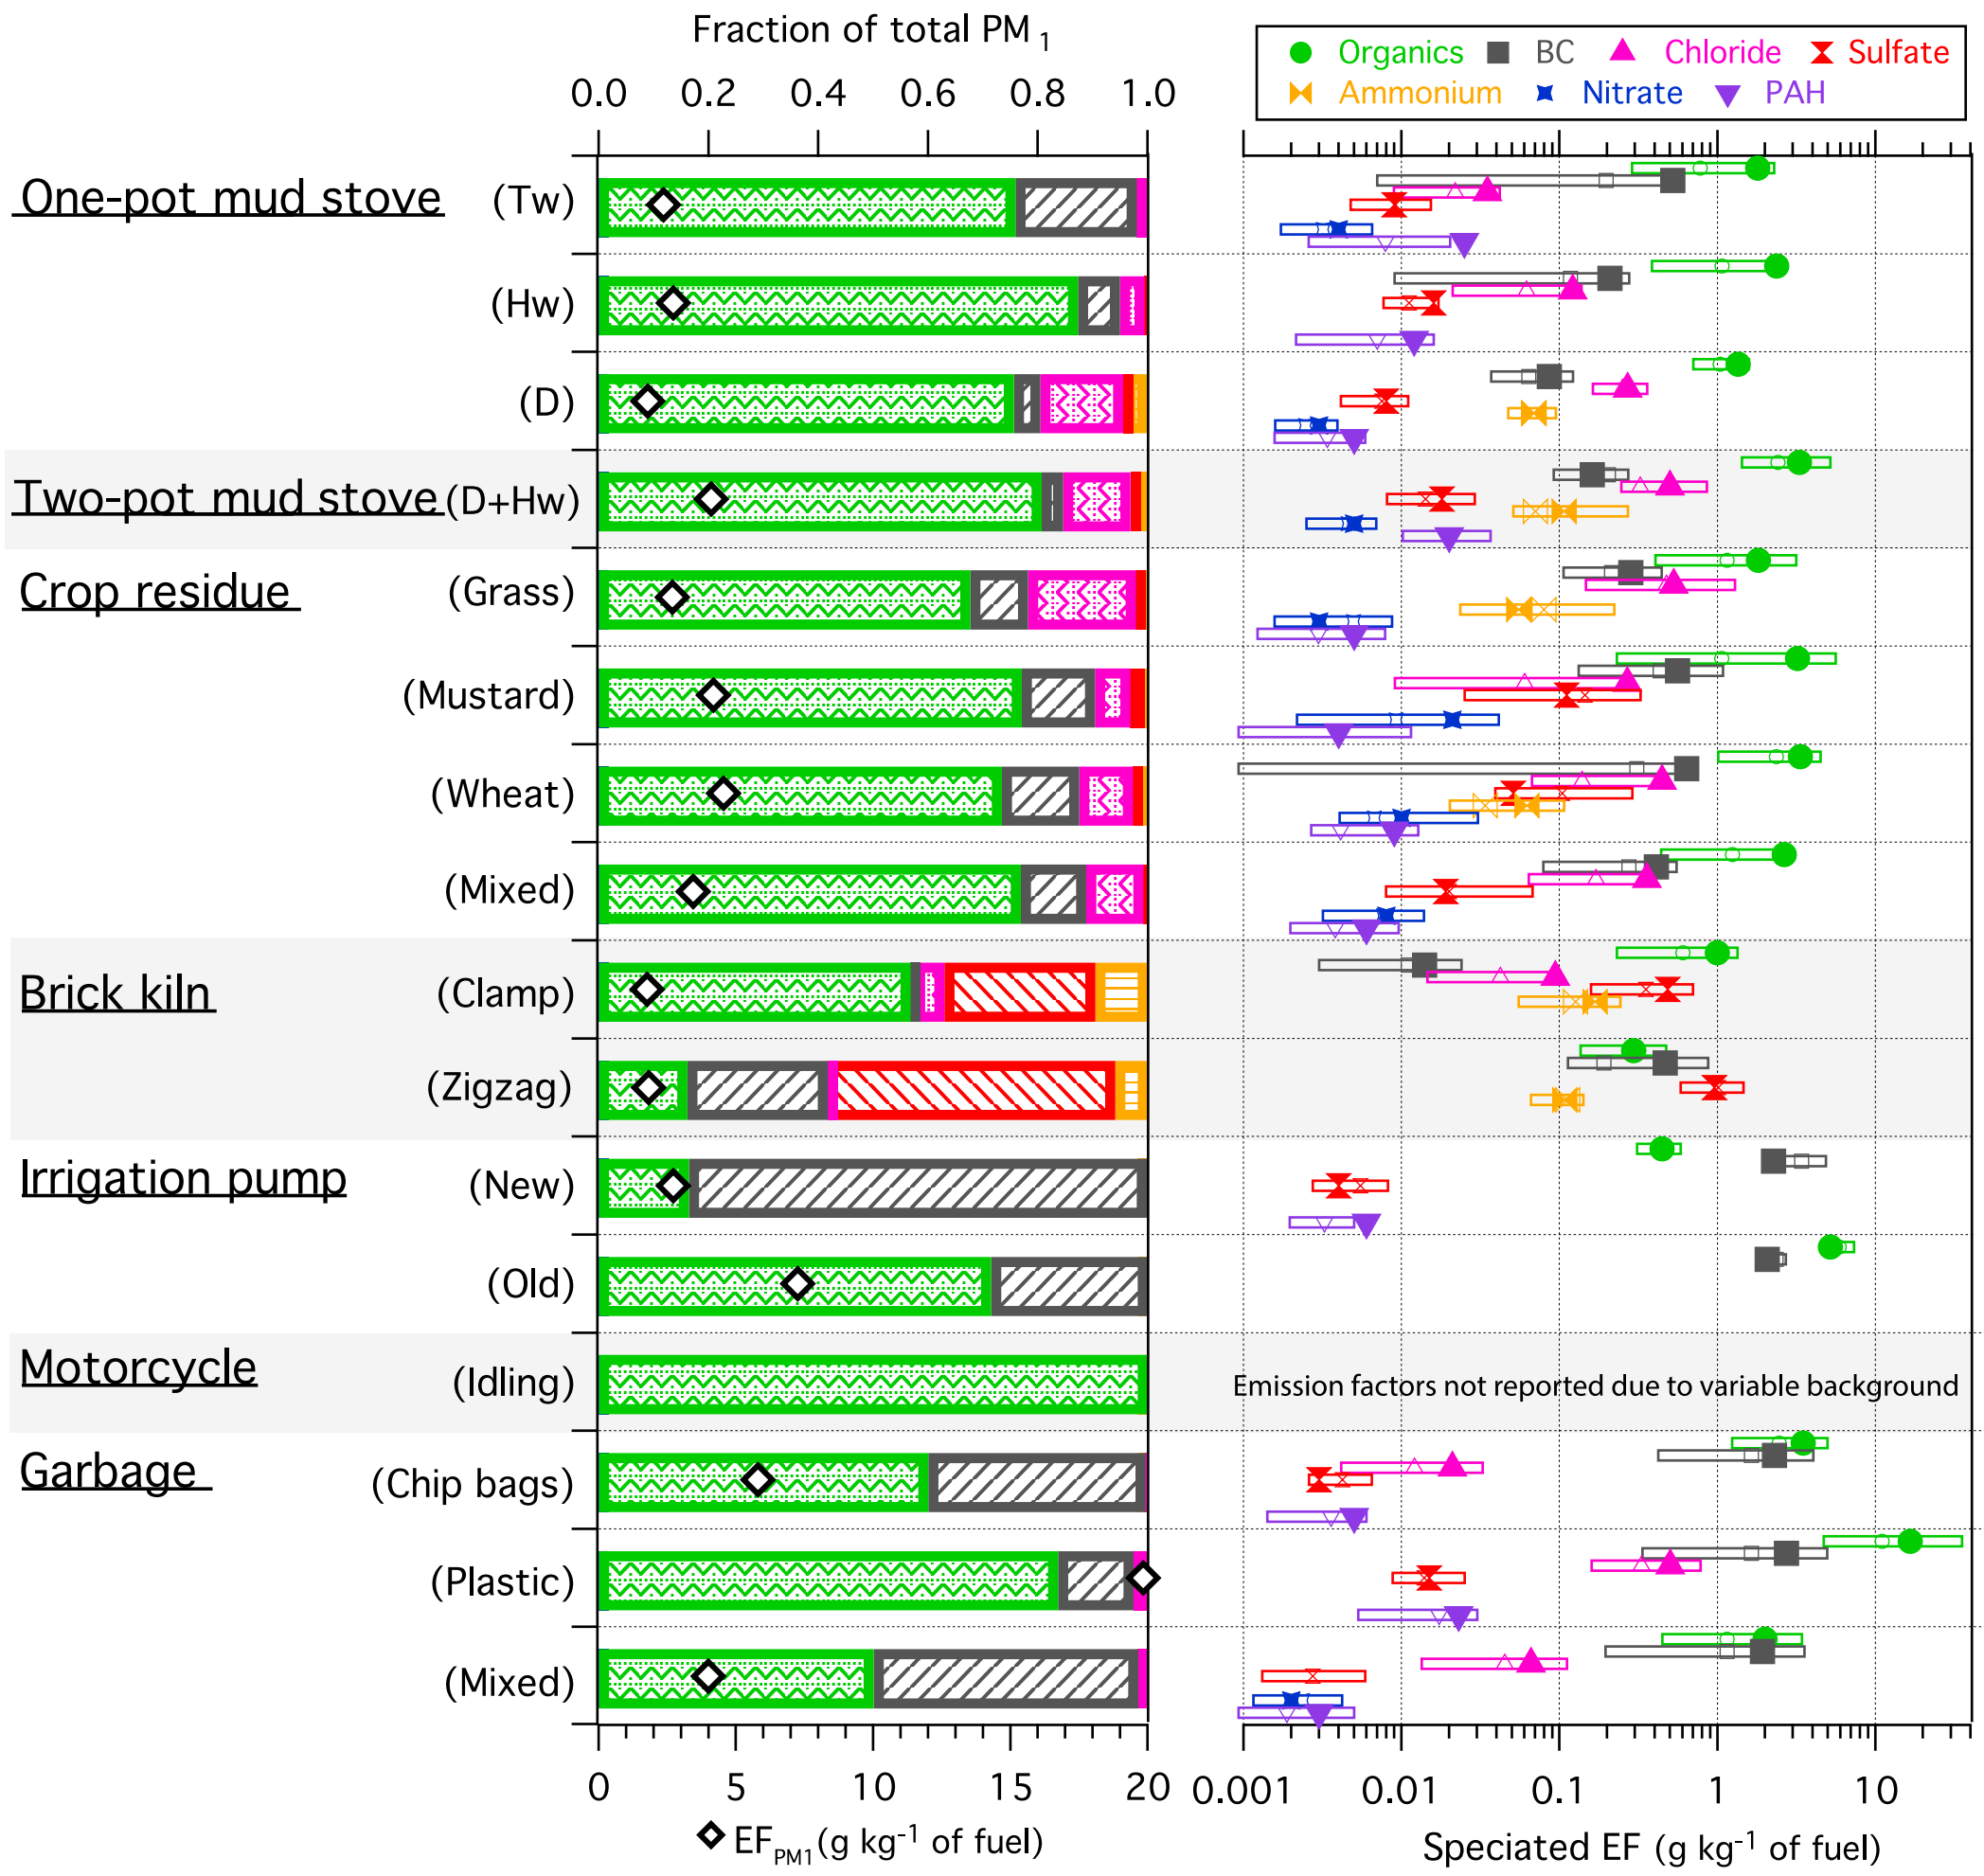 Fraction of total PM 1
0.0 0.2 0.4 0.6 0.8 1.0
Organics BC Chloride Sulfate
Ammonium Nitrate PAH
One-pot mud stove (Tw)
(Hw)
(D)
Two-pot mud stove (D+Hw)
Crop residue (Grass)
(Mustard)
(Wheat)
(Mixed)
Brick kiln (Clamp)
(Zigzag)
Irrigation pump (New)
(Old)
Motorcycle (Idling)
Emission factors not reported due to variable background
Garbage (Chip bags)
(Plastic)
(Mixed)
0 5 10 15 20
0.001 0.01 0.1 1 10
EF PM1 (g kg-1 of fuel)
Speciated EF (g kg-1 of fuel)